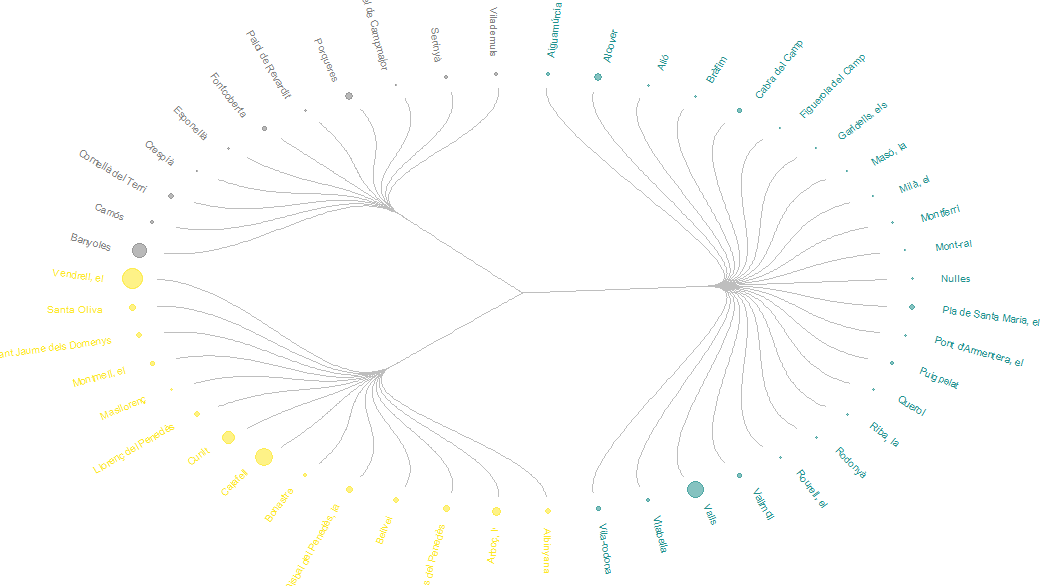 el de Campmajor
Serinyà
Vilademuls
Porqueres
Palol de Revardit
Fontcoberta
Esponellà
Crespià
Cornellà del Terri
Camós
Banyoles
Aiguamúrcia
Alcover
Alió
Bràfim
Cabra del Camp
Figuerola del Camp
Garidells, els
Masó, la
Milà, el
Montferri
Mont-ral
Nulles
Pla de Santa Maria, el
Pont d'Armentera, el
Puigpelat
Querol
Riba, la
Rodonyà
Rourell, el
Vallmoll
Valls
Vilabella
Vila-rodona
Vendrell, el
Santa Oliva
ant Jaume dels Domenys
Montmell, el
Masllorenç
Llorenç del Penedès
Cunit
Calafell
Bonastre
isbal del Penedès, la
Bellvei
s del Penedès
Arboç, l'
Albinyana